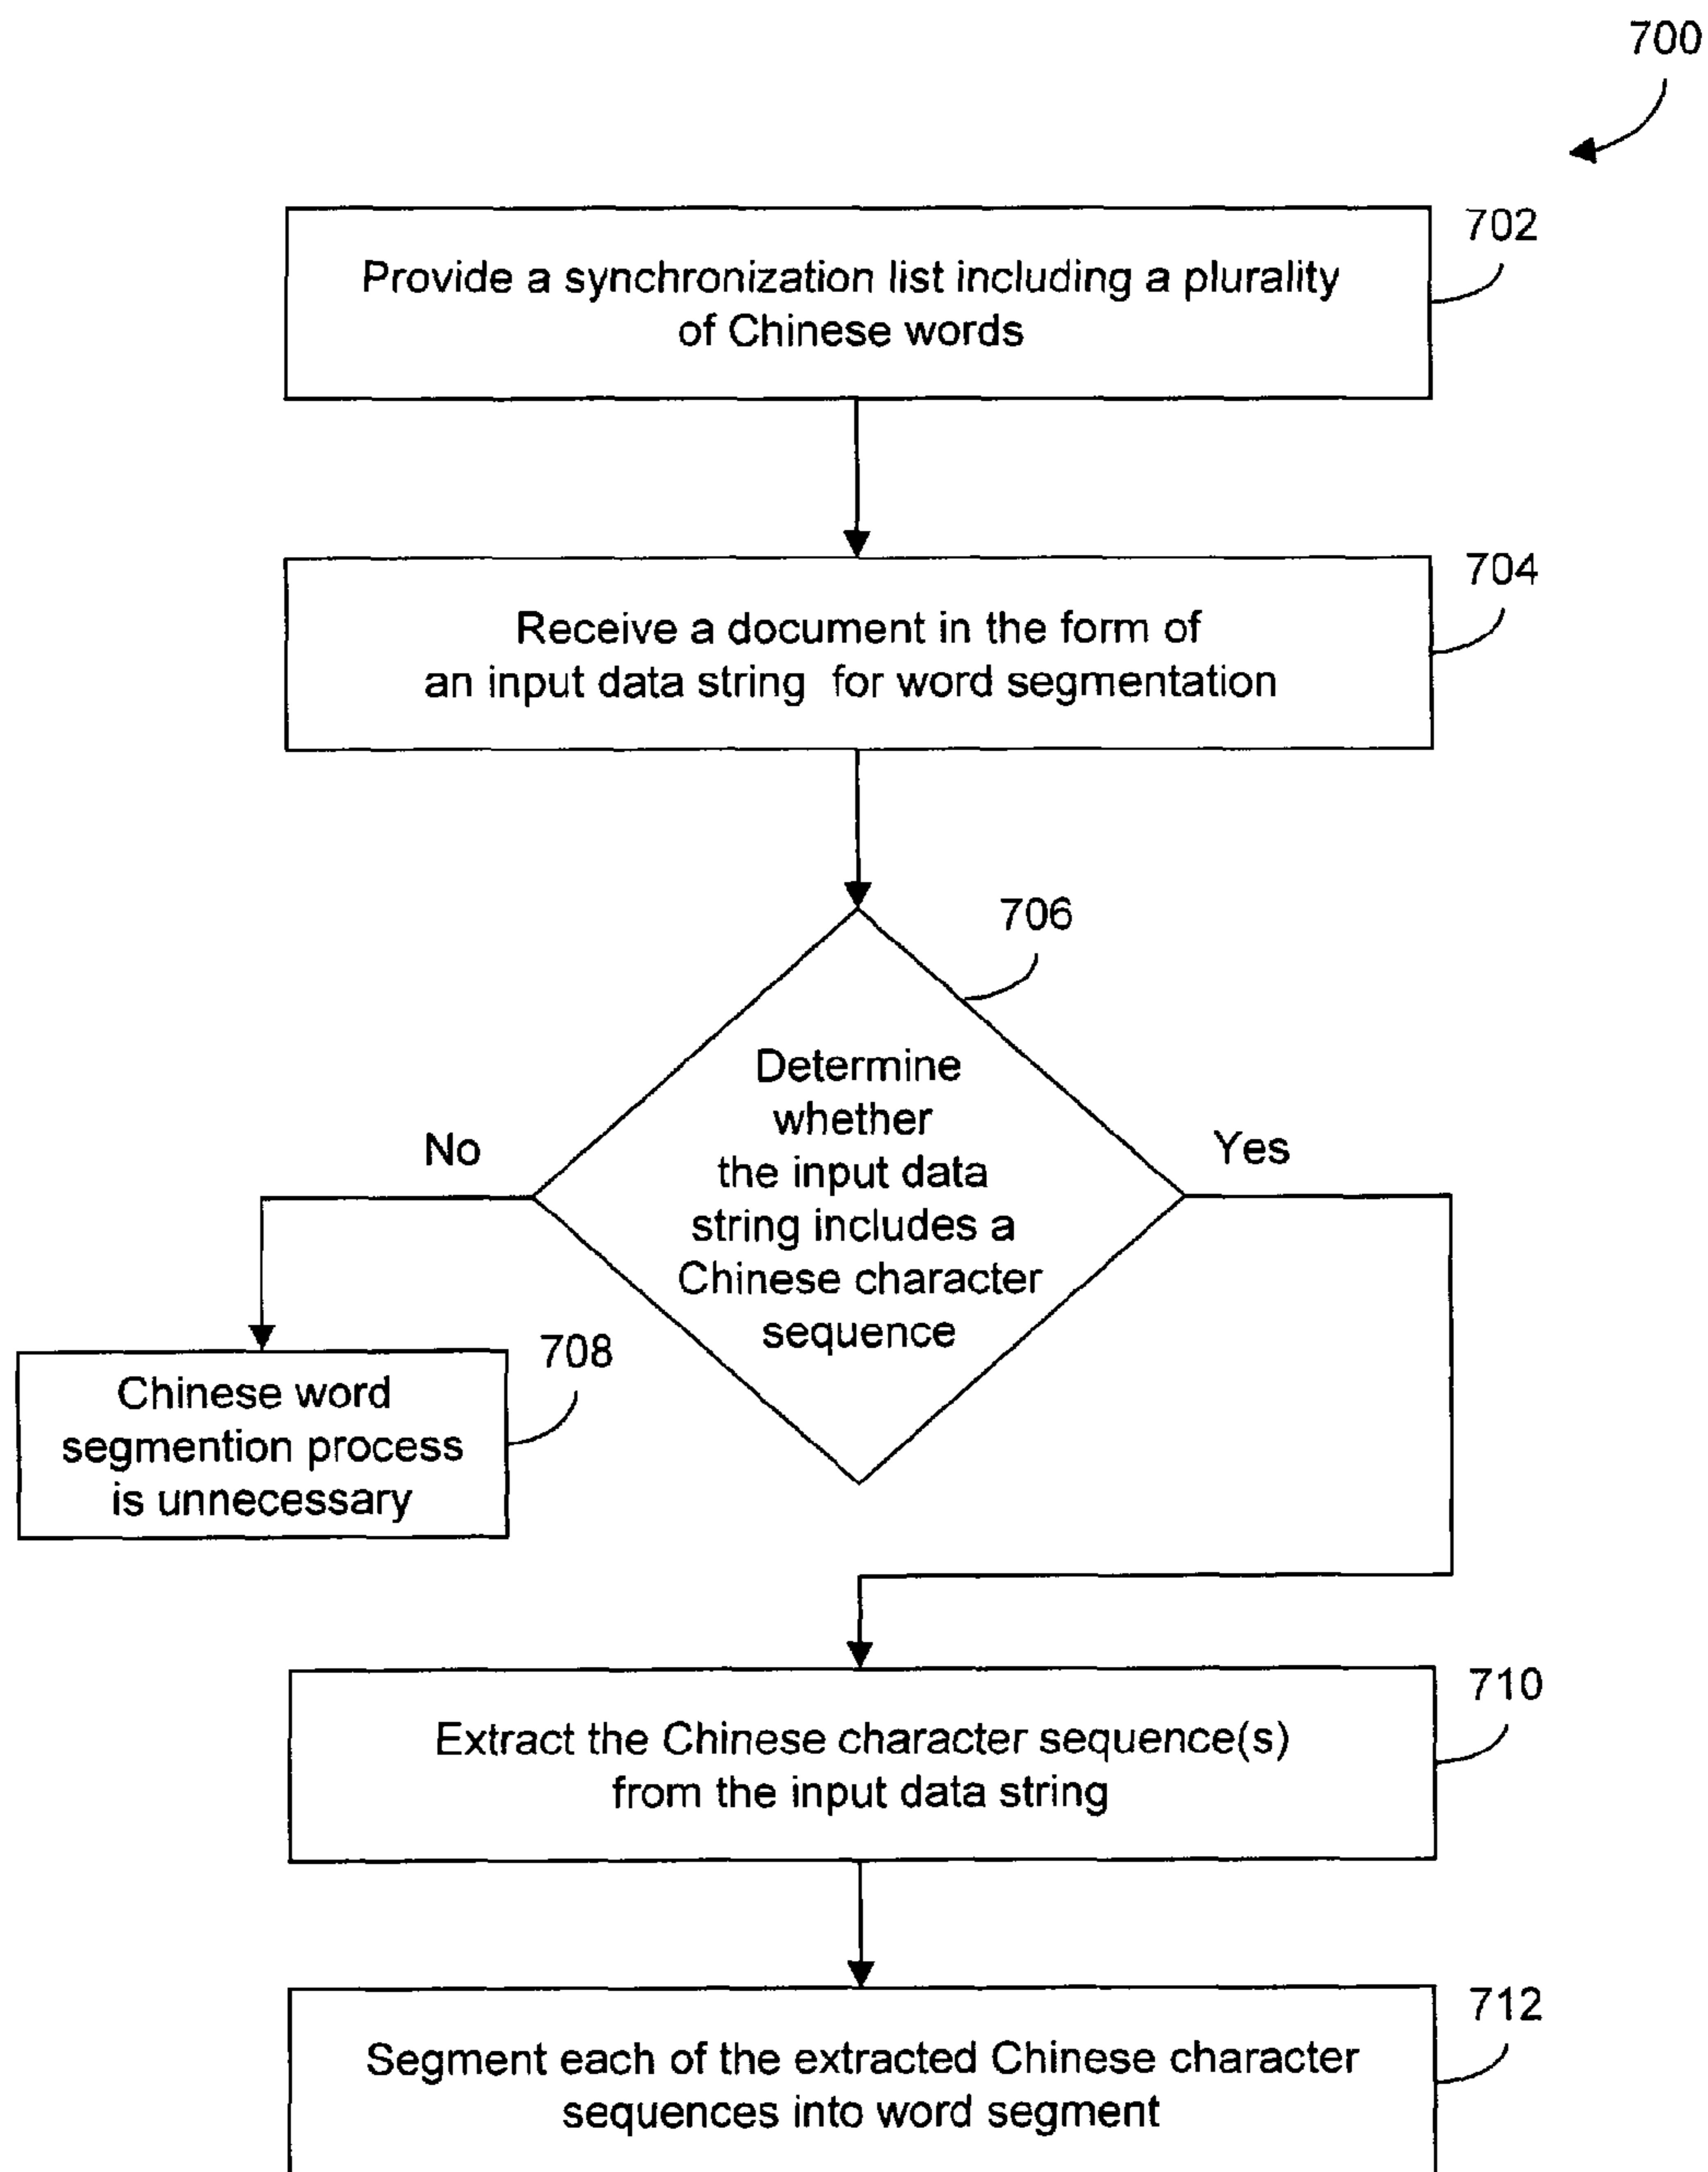 700
702
Provide a synchronization list including a plurality
of Chinese words
704
Receive a document in the form of
an input data string for word segmentation
706
Determine
whether
the input data
string includes a
Chinese character
sequence
No
Yes
708
Chinese word
segmention process
is unnecessary
710
Extract the Chinese character sequence(s)
from the input data string
712
Segment each of the extracted Chinese character
sequences into word segment